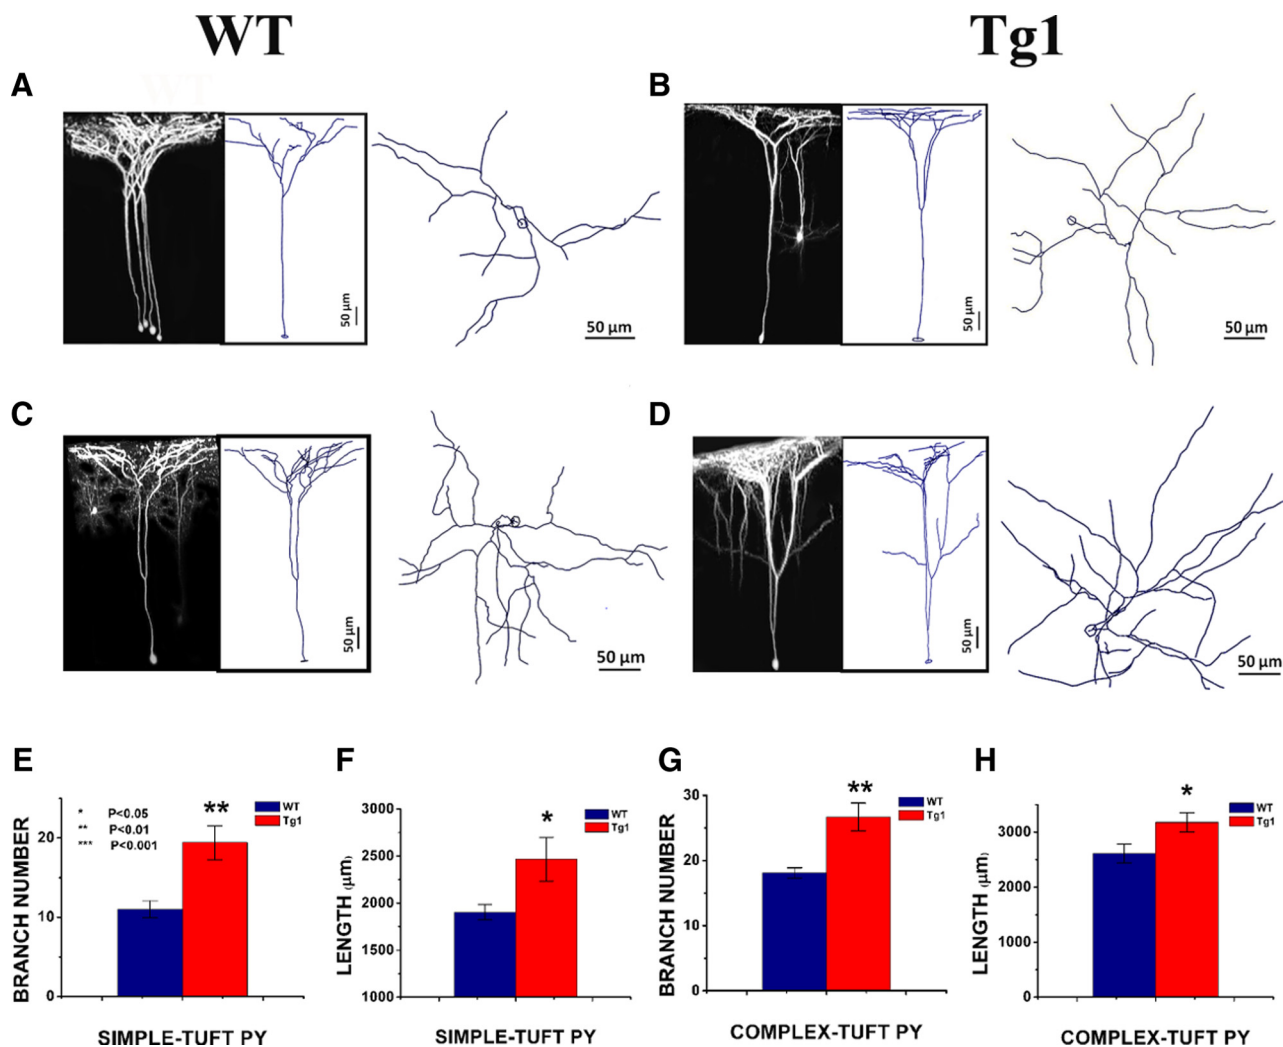 WT
Tg1
A
B
WT
50 µm
50 µm
50 µm
50 µm
C
D
50 µm
50 µm
50 µm
50 µm
E
F
G
H
* P<0.05
** P<0.01
*** P<0.001
**
WT
Tg1
20
10
0
BRANCH NUMBER
SIMPLE-TUFT PY
*
WT
Tg1
3000
2500
2000
1500
1000
LENGTH (µm)
SIMPLE-TUFT PY
**
WT
Tg1
30
20
10
0
BRANCH NUMBER
COMPLEX-TUFT PY
*
WT
Tg1
3000
2000
1000
0
LENGTH (µm)
COMPLEX-TUFT PY